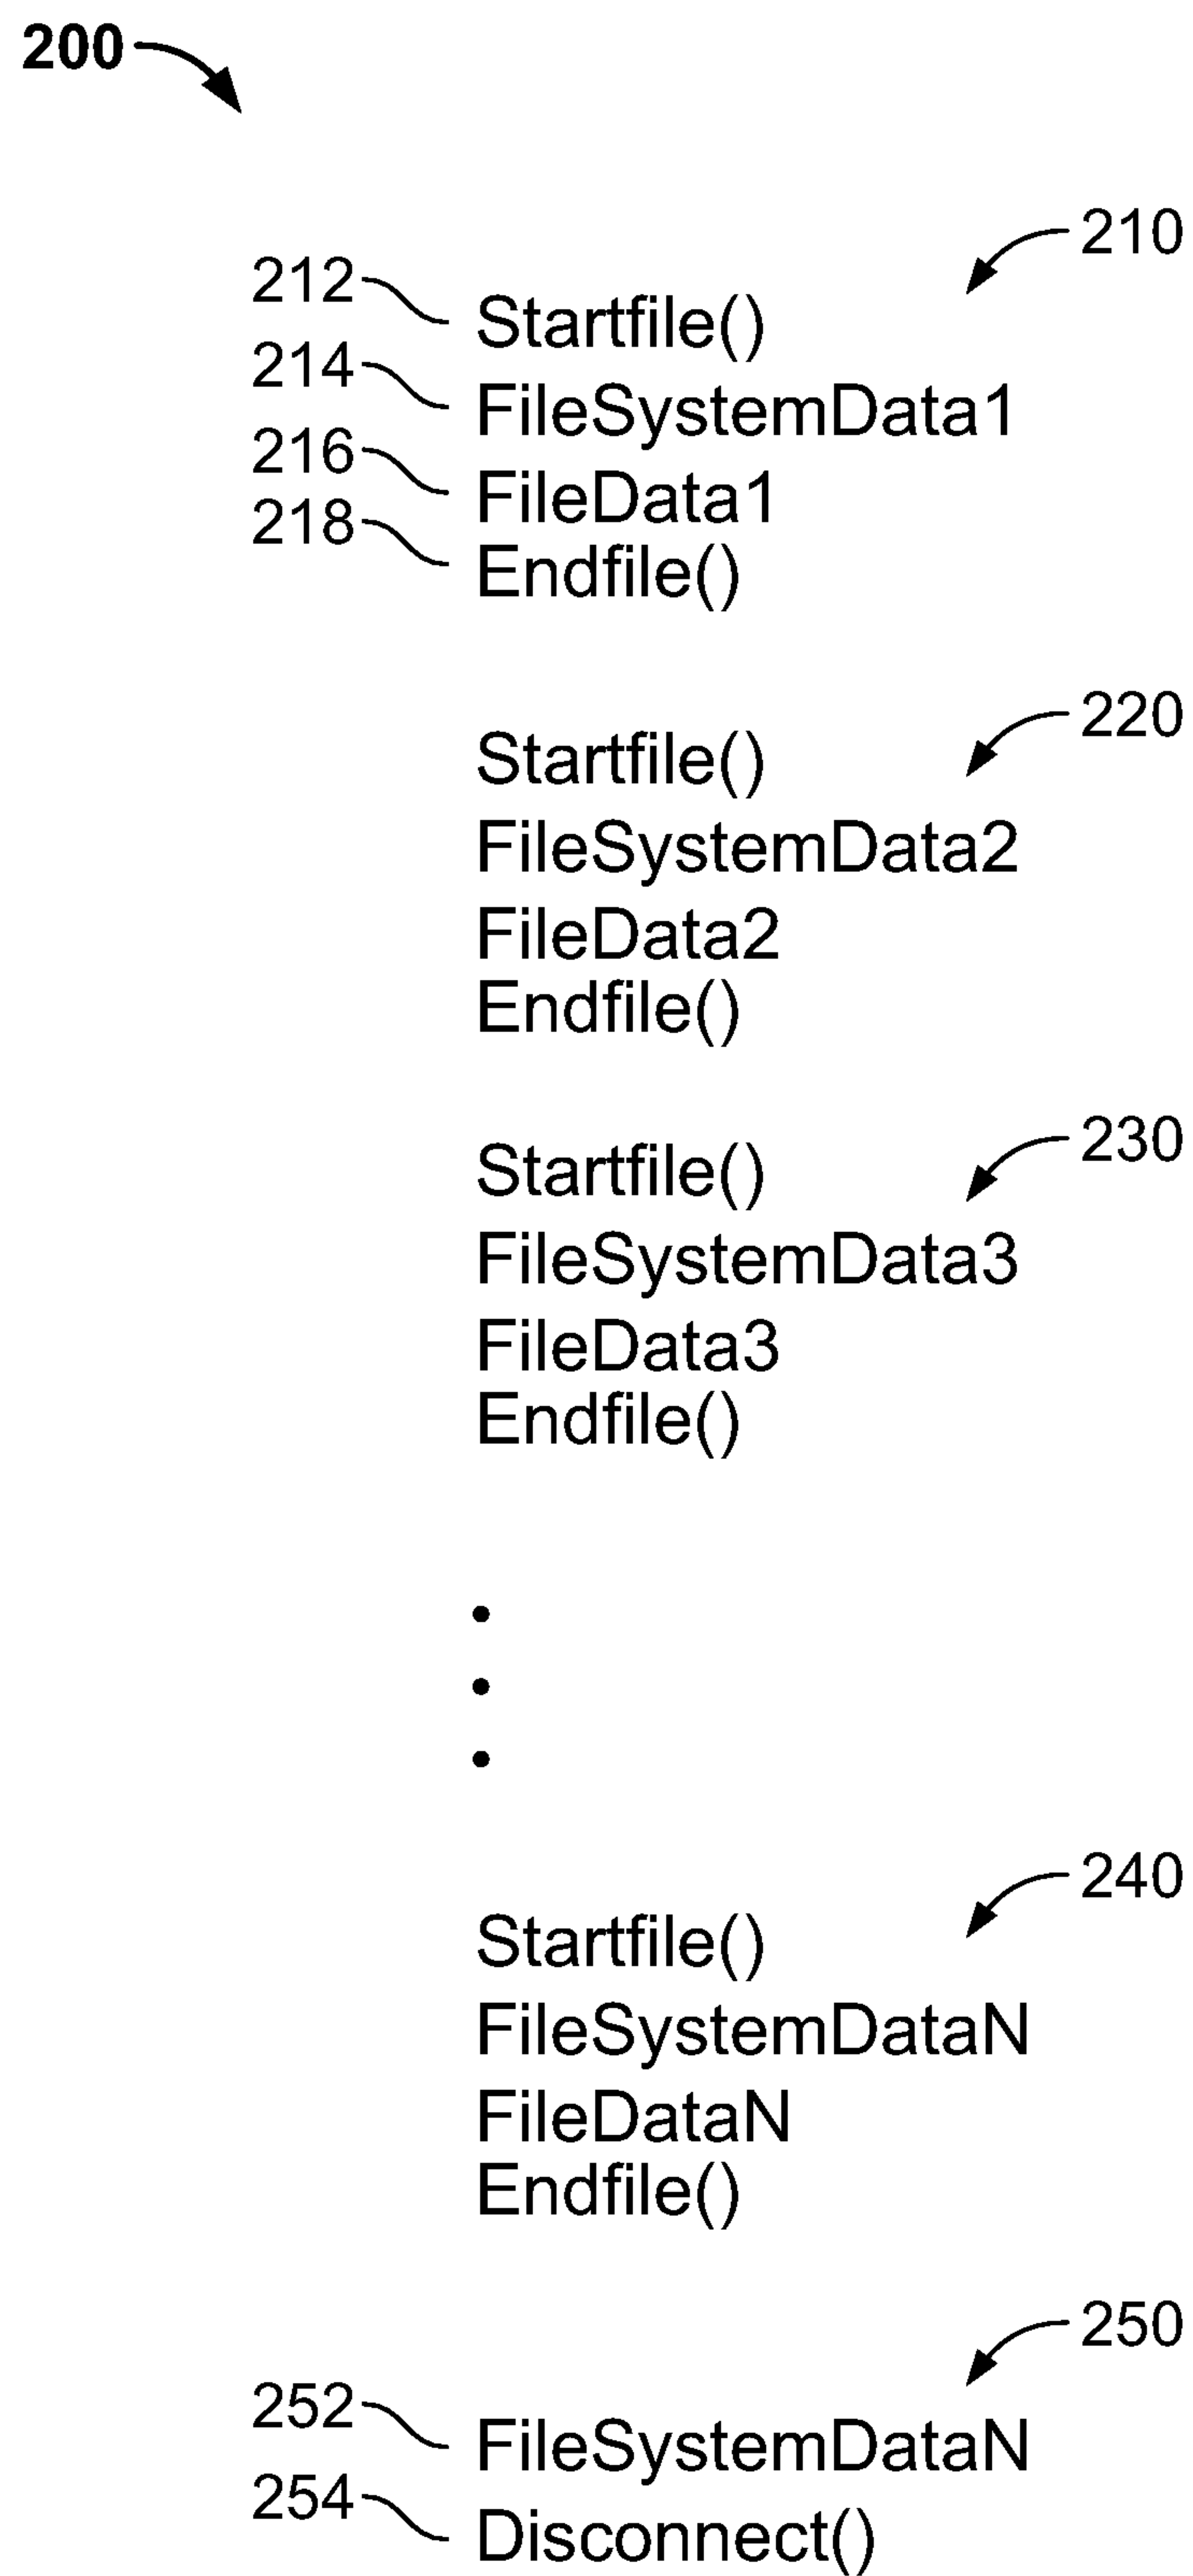 200
210
212 Startfile()
214 FileSystemData1
216 FileData1
218 Endfile()
220
Startfile()
FileSystemData2
FileData2
Endfile()
230
Startfile()
FileSystemData3
FileData3
Endfile()
240
Startfile()
FileSystemDataN
FileDataN
Endfile()
250
252 FileSystemDataN
254 Disconnect()